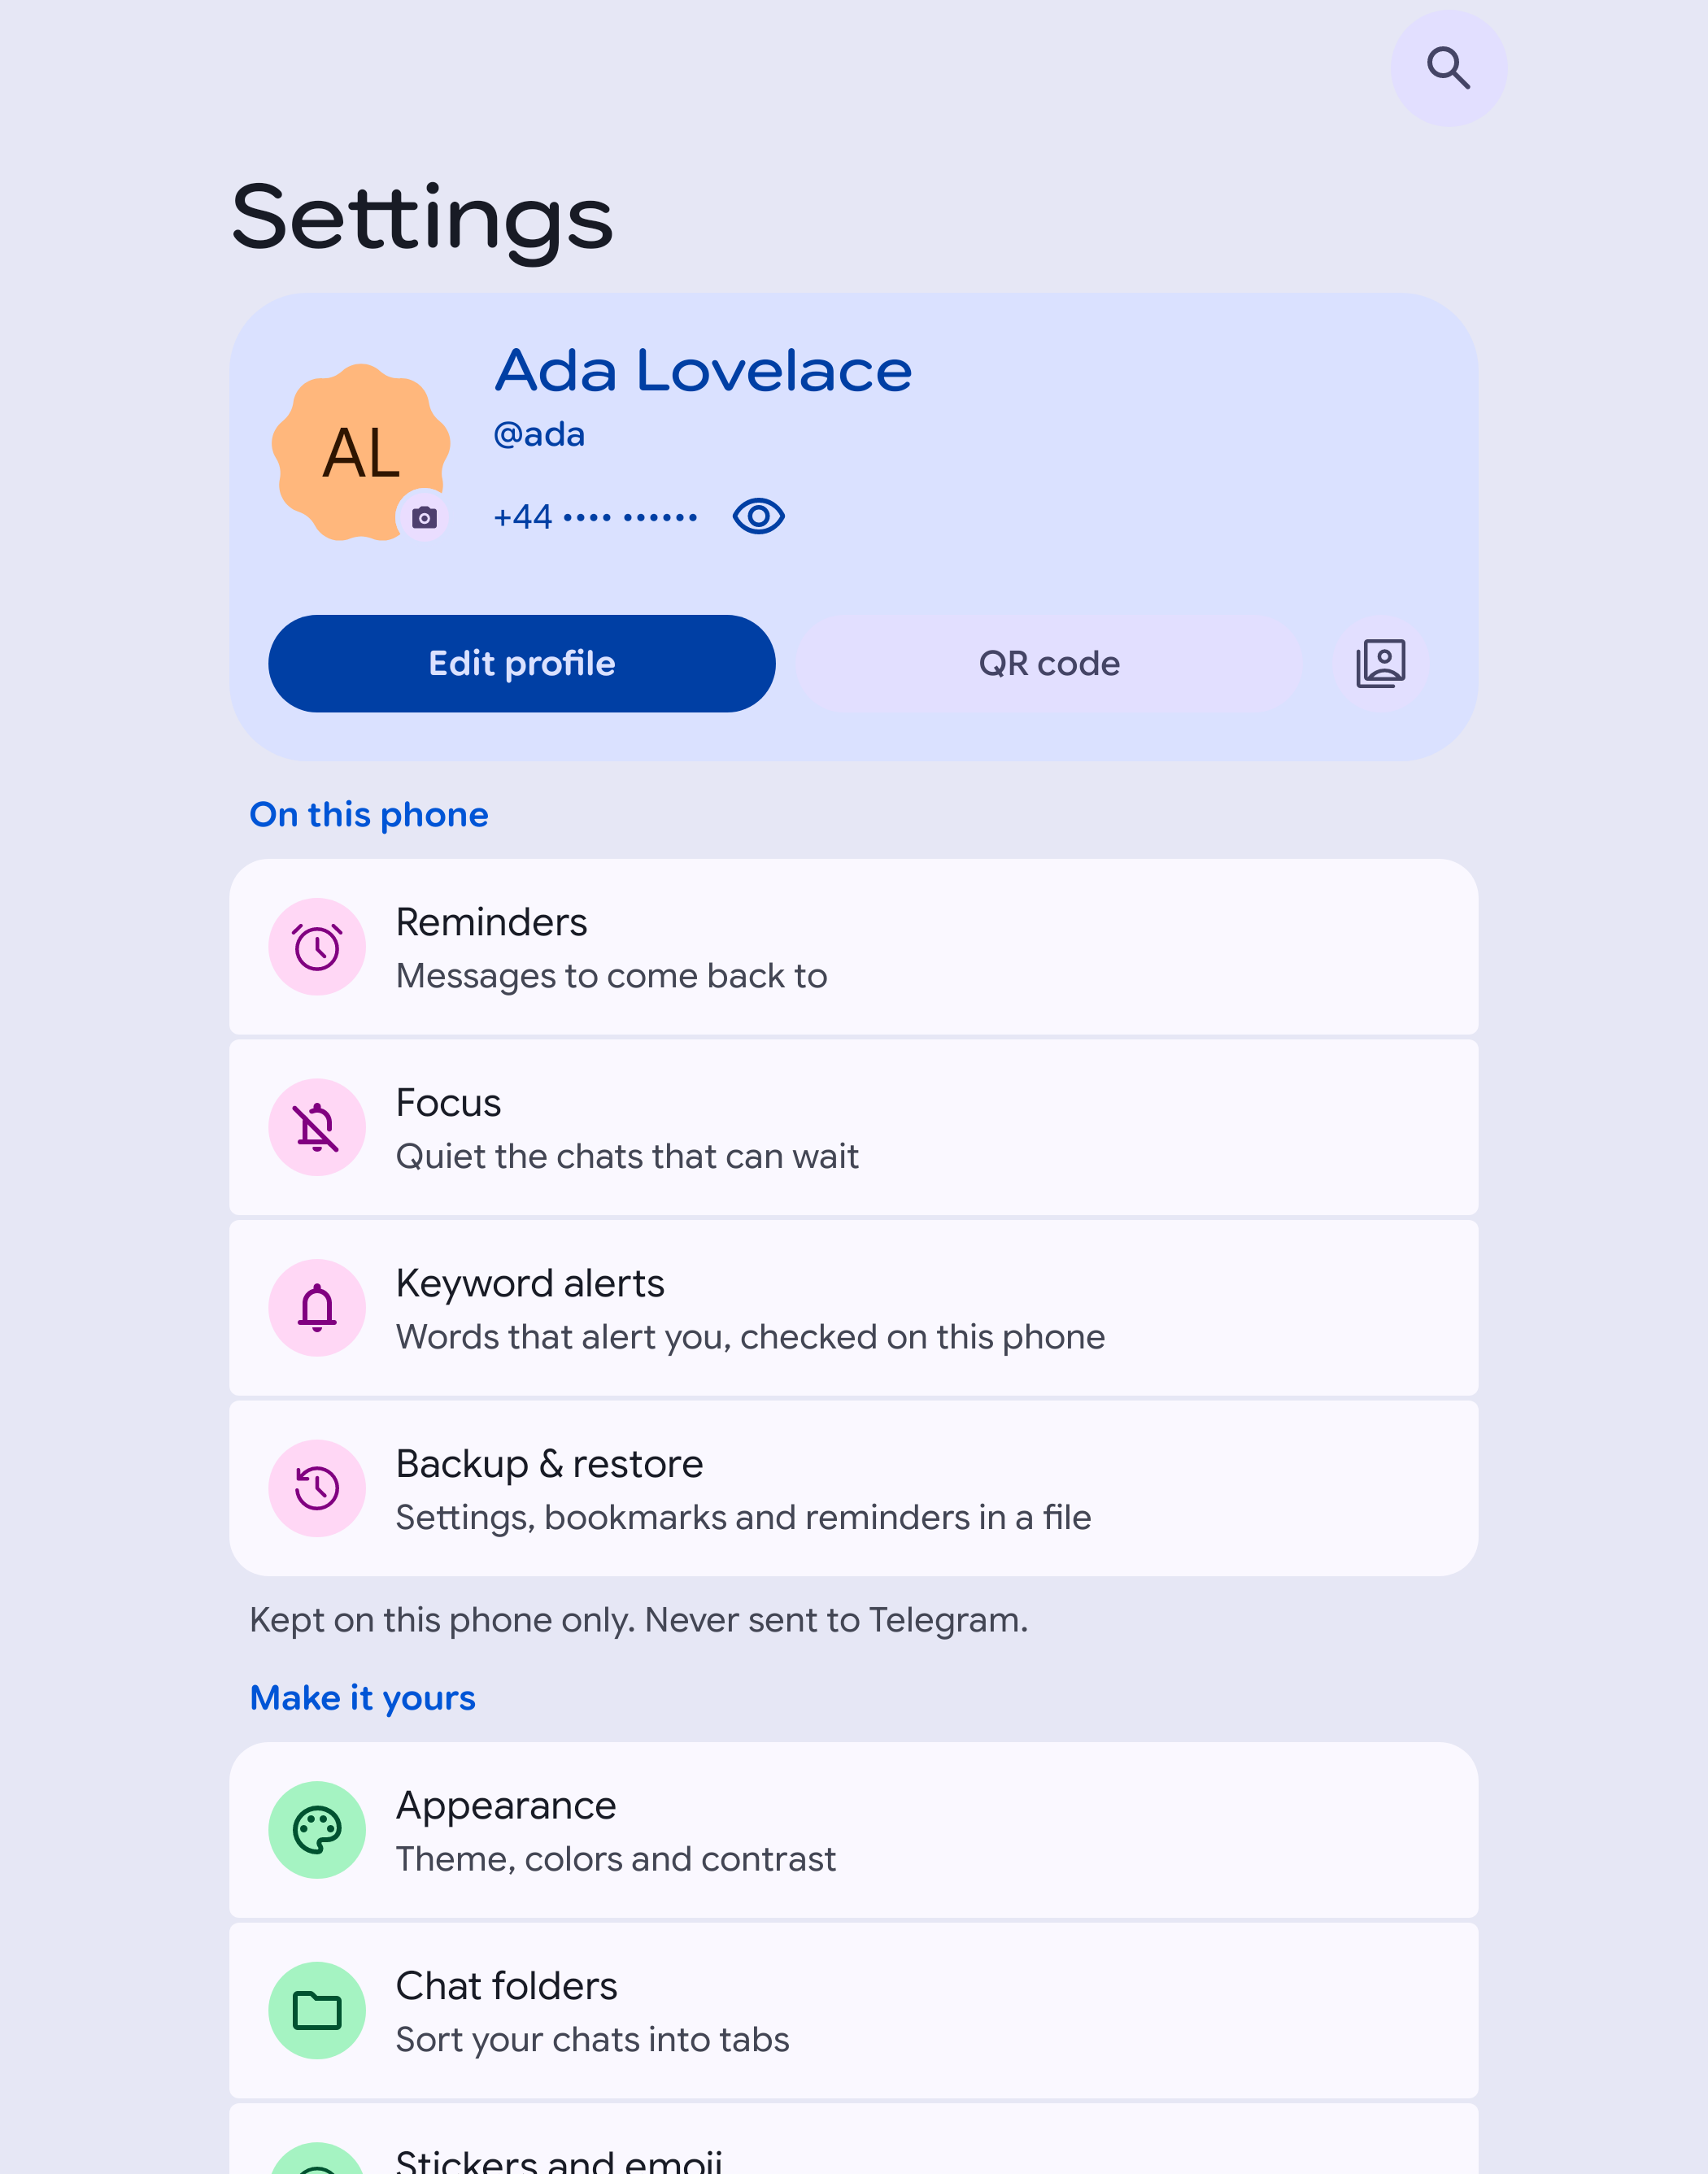 Settings
Ada Lovelace
@ada
AL
+44 •••• ••••••
Edit profile
QR code
On this phone
Reminders
Messages to come back to
Focus
Quiet the chats that can wait
Keyword alerts
Words that alert you, checked on this phone
Backup & restore
Settings, bookmarks and reminders in a file
Kept on this phone only. Never sent to Telegram.
Make it yours
Appearance
Theme, colors and contrast
Chat folders
Sort your chats into tabs
Stickers and emoji